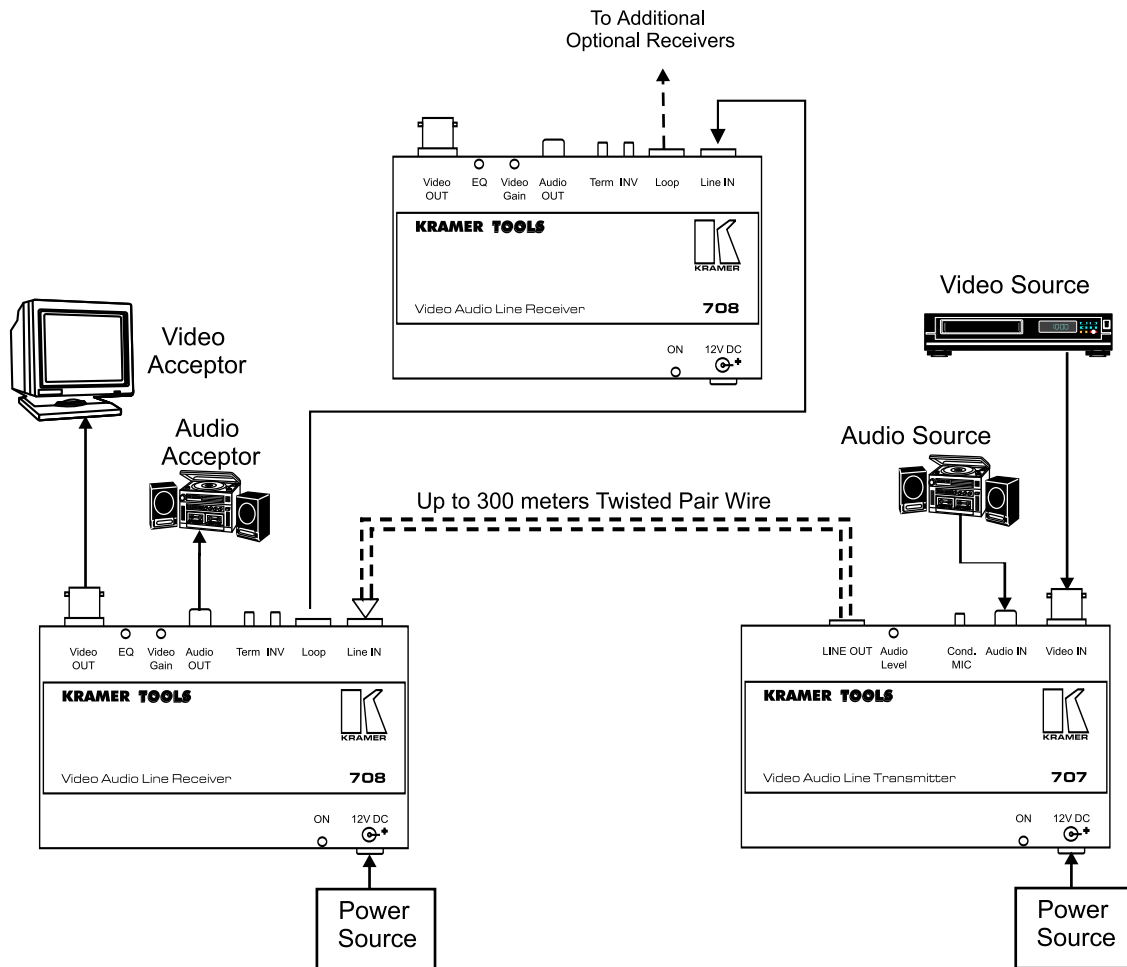 To Additional
Optional Receivers
Video
OUT
EQ
Video
Gain
Audio
OUT
Term INV
Loop
Line IN
KRAMER TOOLS
KRAMER
Video Audio Line Receiver
708
ON
12V DC
+
Video
Acceptor
Audio
Acceptor
Video Source
1000
Audio Source
Up to 300 meters Twisted Pair Wire
Video
OUT
EQ
Video
Gain
Audio
OUT
Term INV
Loop
Line IN
KRAMER TOOLS
KRAMER
Video Audio Line Receiver
708
ON
12V DC
+
Power
Source
LINE OUT
Audio
Level
Cond.
MIC
Audio IN
Video IN
KRAMER TOOLS
KRAMER
Video Audio Line Transmitter
707
ON
12V DC
+
Power
Source